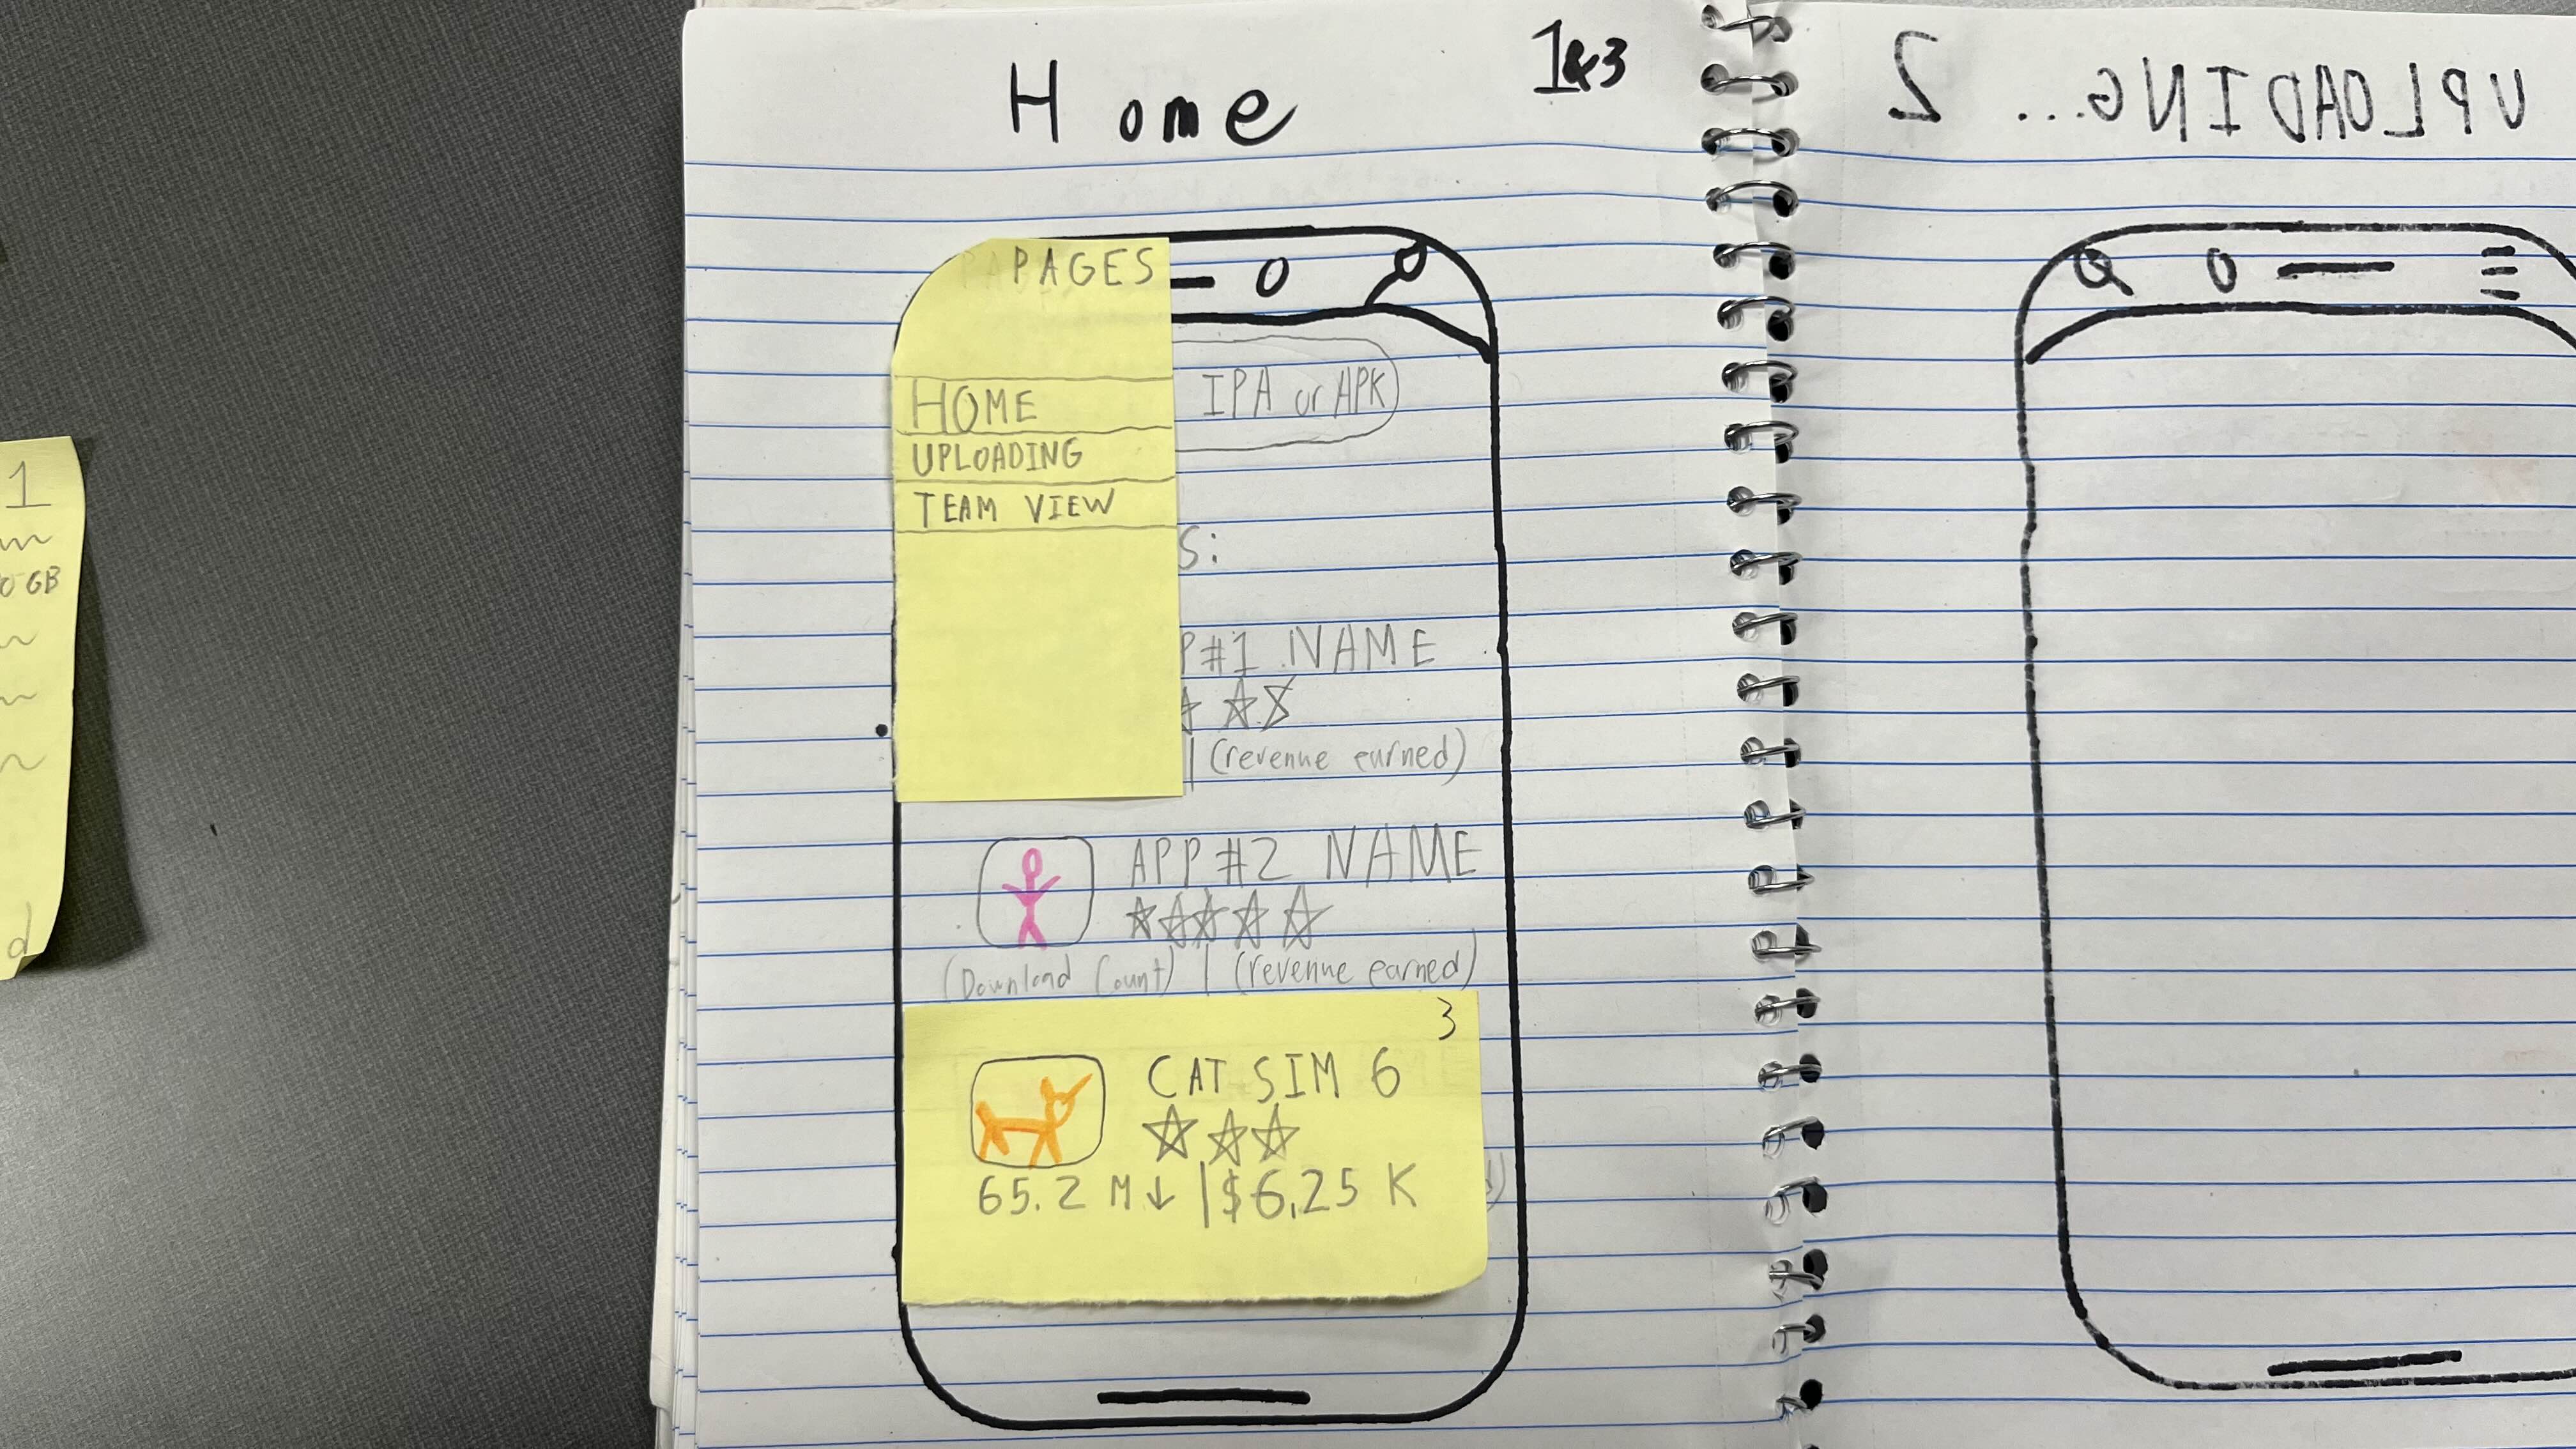 1
0 GB
d
Home
1&3
PAGES
HOME
UPLOADING
TEAM VIEW
IPA or APK
S:
P#1 NAME
| (revenue earned)
APP #2 NAME
(Download Count) | (revenue earned)
3
CAT SIM 6
65.2 M↓ | $6.25 K
d)
2
UPLOADING...